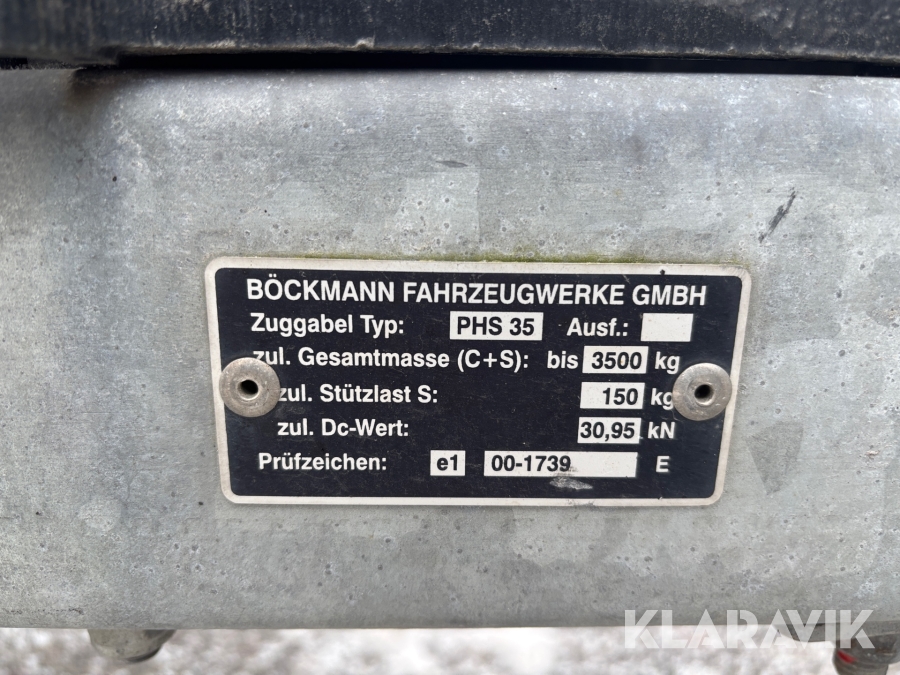 KLARAVIK
BÖCKMANN FAHRZEUGWERKE GMBH
Zuggabel Typ: PHS 35 Ausf.:
zul. Gesamtmasse (C+S): bis 3500 kg
zul. Stützlast S: 150 kg
zul. Dc-Wert: 30,95 kN
Prüfzeichen: e1 00-1739 E
KLARAVIK